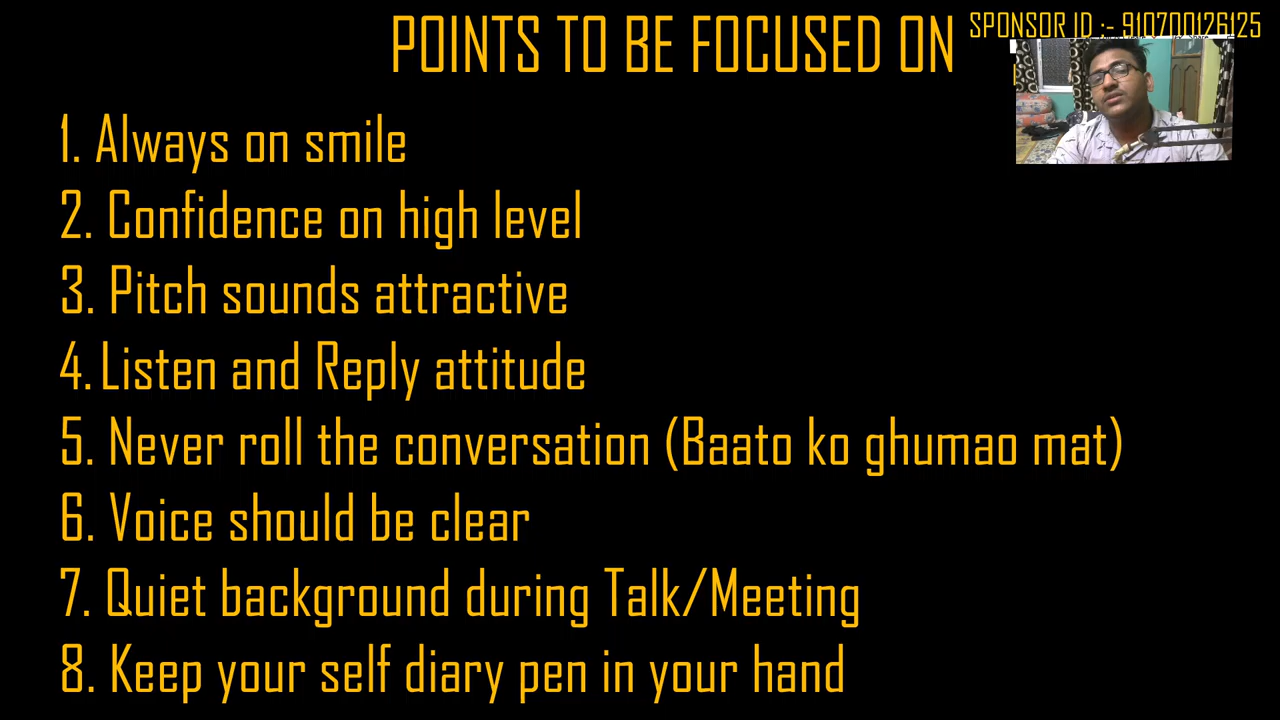 POINTS TO BE FOCUSED ON
SPONSOR ID :- 910700126125
1. Always on smile
2. Confidence on high level
3. Pitch sounds attractive
4. Listen and Reply attitude
5. Never roll the conversation (Baato ko ghumao mat)
6. Voice should be clear
7. Quiet background during Talk/Meeting
8. Keep your self diary pen in your hand